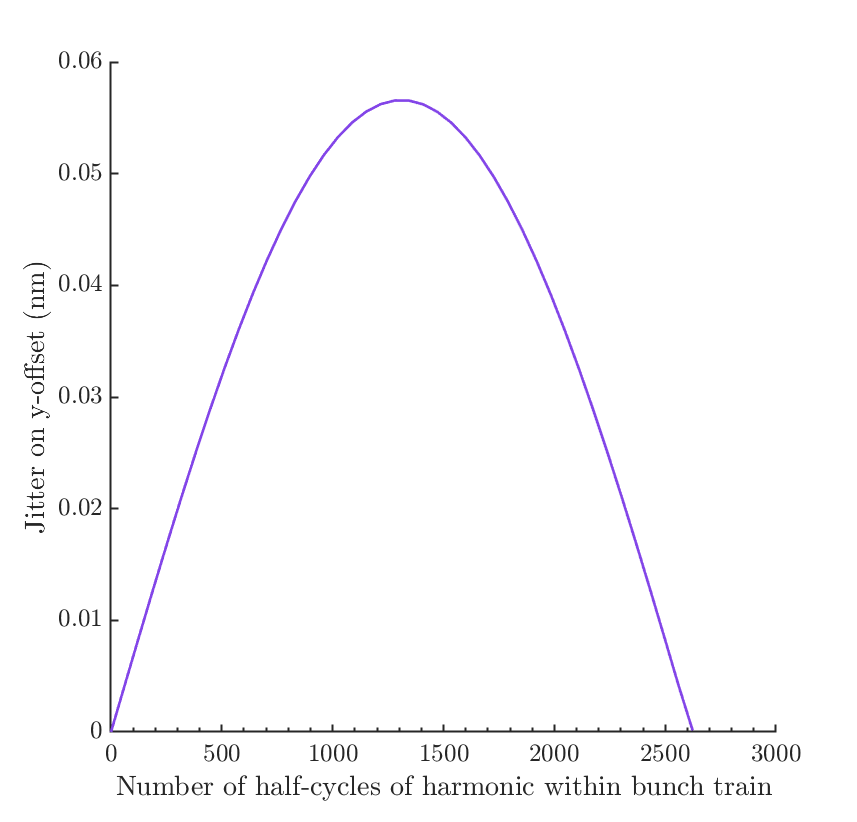 0.06
0.05
0.04
0.03
0.02
0.01
0
0 500 1000 1500 2000 2500 3000
Jitter on y-offset (nm)
Number of half-cycles of harmonic within bunch train